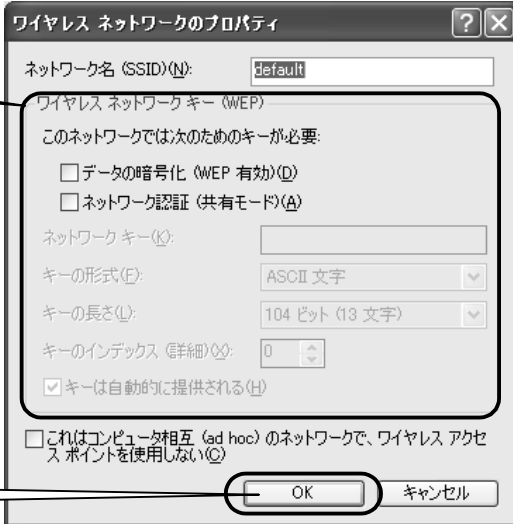 ワイヤレス ネットワークのプロパティ
ネットワーク名 (SSID)(N): default
ワイヤレス ネットワーク キー (WEP)
このネットワークでは次のためのキーが必要:
データの暗号化 (WEP 有効)(D)
ネットワーク認証 (共有モード)(A)
ネットワーク キー(K):
キーの形式(F): ASCII 文字
キーの長さ(L): 104 ビット (13 文字)
キーのインデックス (詳細)(X): 0
キーは自動的に提供される(H)
これはコンピュータ相互 (ad hoc) のネットワークで、ワイヤレス アクセ
ス ポイントを使用しない(C)
OK キャンセル